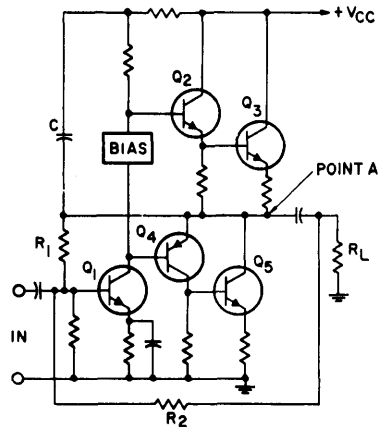 + VCC
Q2
Q3
C
BIAS
POINT A
R1
Q4
Q1
Q5
RL
IN
R2